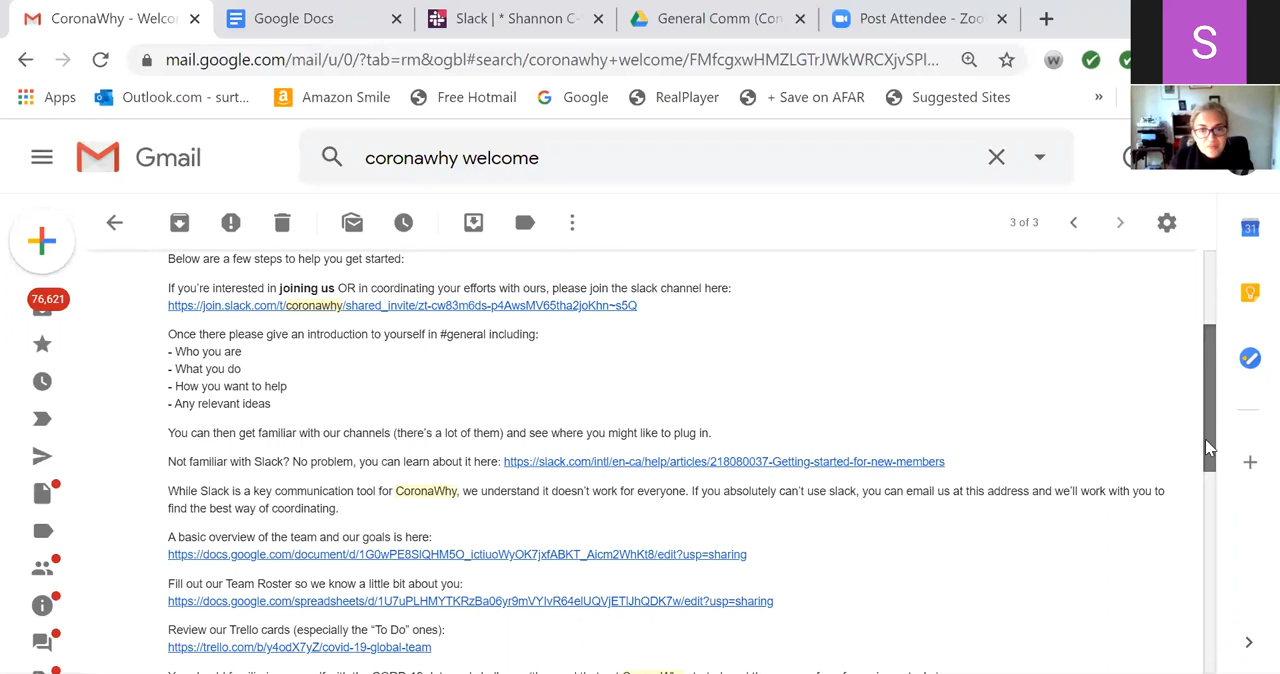 CoronaWhy - Welco
Google Docs
Slack | * Shannon C-
General Comm (Con
Post Attendee - Zoo
mail.google.com/mail/u/0/?tab=rm&ogbl#search/coronawhy+welcome/FMfcgxwHMZLGTrJWkWRCXjvSPl...
W
S
Apps
Outlook.com - surt...
Amazon Smile
Free Hotmail
Google
RealPlayer
+ Save on AFAR
Suggested Sites
»
Gmail
coronawhy welcome
3 of 3
31
76,621
Below are a few steps to help you get started:
If you're interested in joining us OR in coordinating your efforts with ours, please join the slack channel here:
https://join.slack.com/t/coronawhy/shared_invite/zt-cw83m6ds-p4AwsMV65tha2joKhn~s5Q
Once there please give an introduction to yourself in #general including:
- Who you are
- What you do
- How you want to help
- Any relevant ideas
You can then get familiar with our channels (there's a lot of them) and see where you might like to plug in.
Not familiar with Slack? No problem, you can learn about it here: https://slack.com/intl/en-ca/help/articles/218080037-Getting-started-for-new-members
While Slack is a key communication tool for CoronaWhy, we understand it doesn't work for everyone. If you absolutely can't use slack, you can email us at this address and we'll work with you to
find the best way of coordinating.
A basic overview of the team and our goals is here:
https://docs.google.com/document/d/1G0wPE8SlQHM5O_ictiuoWyOK7jxfABKT_Aicm2WhKt8/edit?usp=sharing
Fill out our Team Roster so we know a little bit about you:
https://docs.google.com/spreadsheets/d/1U7uPLHMYTKRzBa06yr9mVYIvR64elUQVjETlJhQDK7w/edit?usp=sharing
Review our Trello cards (especially the "To Do" ones):
https://trello.com/b/y4odX7yZ/covid-19-global-team